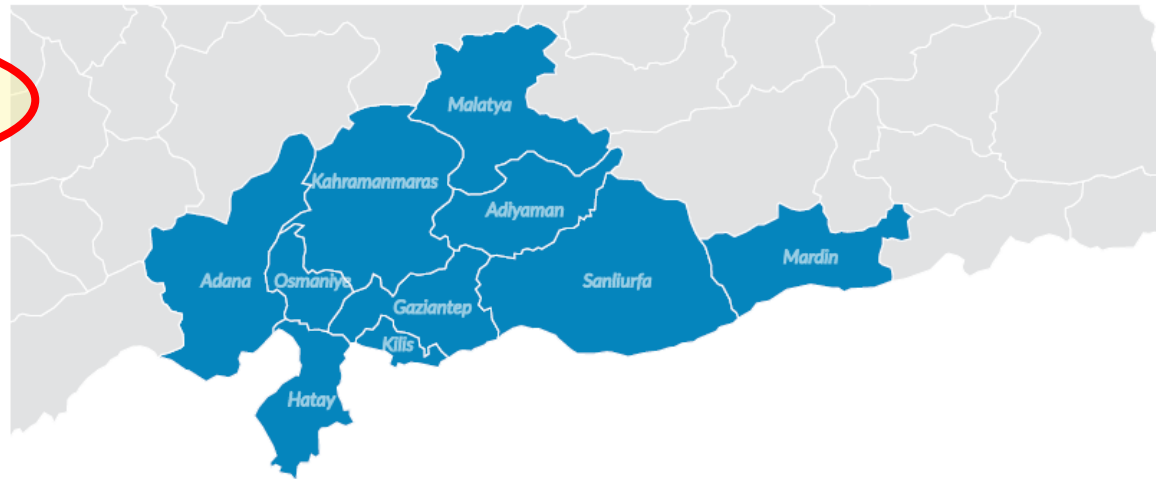 Malatya
Kahramanmaras
Adiyaman
Mardin
Adana
Osmaniye
Sanliurfa
Gaziantep
Kilis
Hatay